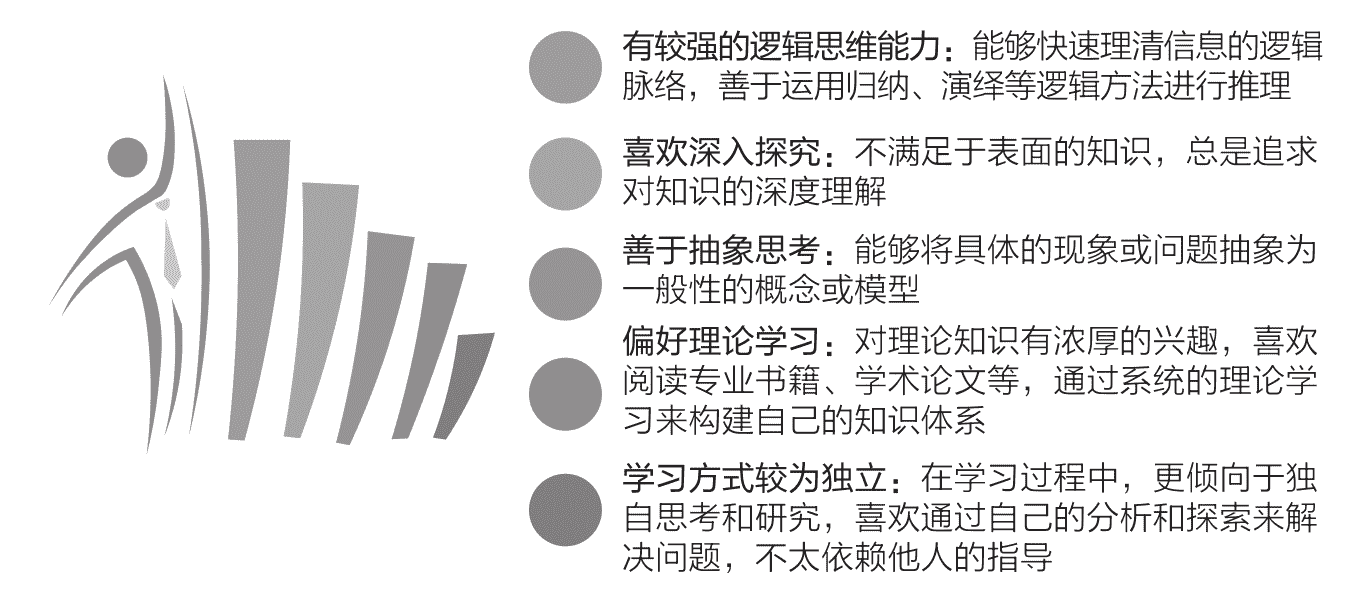 有较强的逻辑思维能力：能够快速理清信息的逻辑
脉络，善于运用归纳、演绎等逻辑方法进行推理
喜欢深入探究：不满足于表面的知识，总是追求
对知识的深度理解
善于抽象思考：能够将具体的现象或问题抽象为
一般性的概念或模型
偏好理论学习：对理论知识有浓厚的兴趣，喜欢
阅读专业书籍、学术论文等，通过系统的理论学
习来构建自己的知识体系
学习方式较为独立：在学习过程中，更倾向于独
自思考和研究，喜欢通过自己的分析和探索来解
决问题，不太依赖他人的指导